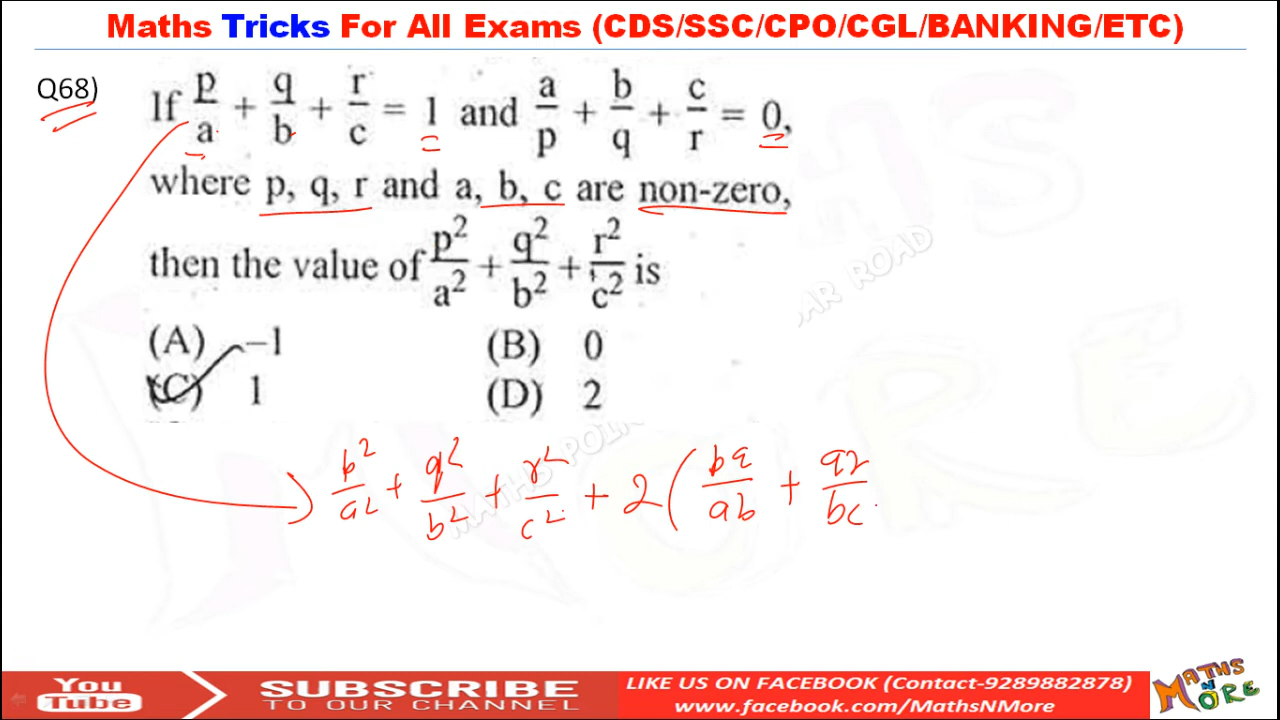 Maths Tricks For All Exams (CDS/SSC/CPO/CGL/BANKING/ETC)
Q68) If p/a + q/b + r/c = 1 and a/p + b/q + c/r = 0,
where p, q, r and a, b, c are non-zero,
then the value of p²/a² + q²/b² + r²/c² is
(A) –1 (B) 0
(C) 1 (D) 2
p²/a² + q²/b² + r²/c² + 2(pq/ab + qr/bc
You Tube
SUBSCRIBE
TO OUR CHANNEL
LIKE US ON FACEBOOK (Contact-9289882878)
www.facebook.com/MathsNMore
MATHS N MORE